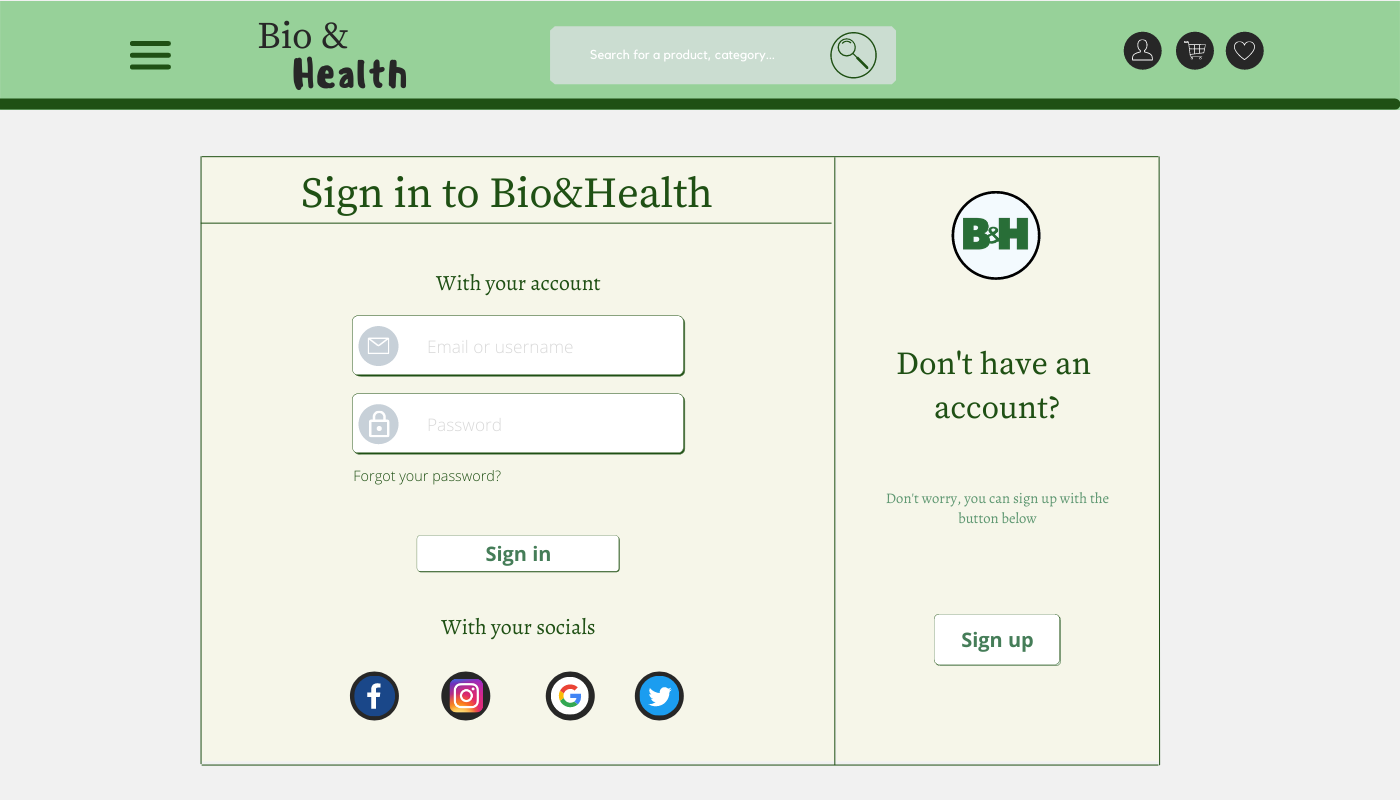 Bio &
Health
Search for a product, category...
Sign in to Bio&Health
With your account
Email or username
Password
Forgot your password?
Sign in
With your socials
B&H
Don't have an
account?
Don't worry, you can sign up with the
button below
Sign up